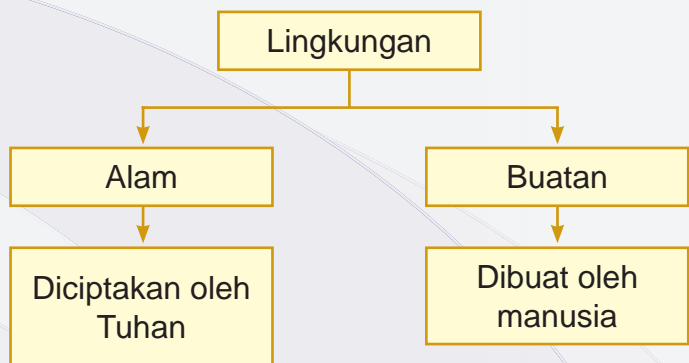 Lingkungan
Alam
Buatan
Diciptakan oleh
Tuhan
Dibuat oleh
manusia